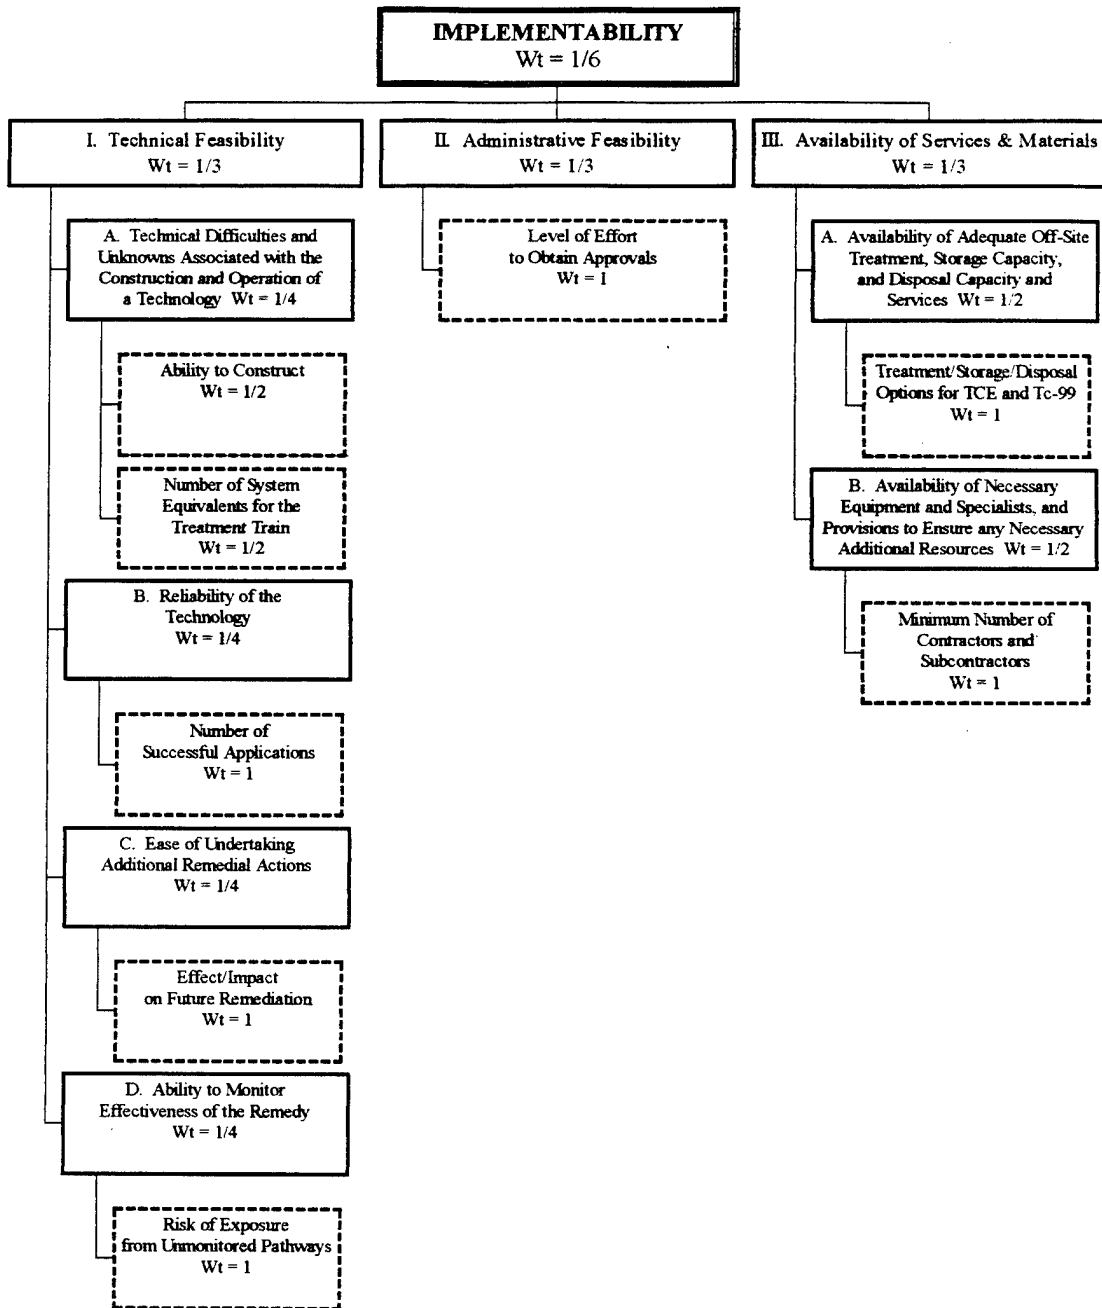 IMPLEMENTABILITY
Wt = 1/6
I. Technical Feasibility
Wt = 1/3
A. Technical Difficulties and
Unknowns Associated with the
Construction and Operation of
a Technology Wt = 1/4
Ability to Construct
Wt = 1/2
Number of System
Equivalents for the
Treatment Train
Wt = 1/2
B. Reliability of the
Technology
Wt = 1/4
Number of
Successful Applications
Wt = 1
C. Ease of Undertaking
Additional Remedial Actions
Wt = 1/4
Effect/Impact
on Future Remediation
Wt = 1
D. Ability to Monitor
Effectiveness of the Remedy
Wt = 1/4
Risk of Exposure
from Unmonitored Pathways
Wt = 1
II. Administrative Feasibility
Wt = 1/3
Level of Effort
to Obtain Approvals
Wt = 1
III. Availability of Services & Materials
Wt = 1/3
A. Availability of Adequate Off-Site
Treatment, Storage Capacity,
and Disposal Capacity and
Services Wt = 1/2
Treatment/Storage/Disposal
Options for TCE and Tc-99
Wt = 1
B. Availability of Necessary
Equipment and Specialists, and
Provisions to Ensure any Necessary
Additional Resources Wt = 1/2
Minimum Number of
Contractors and
Subcontractors
Wt = 1